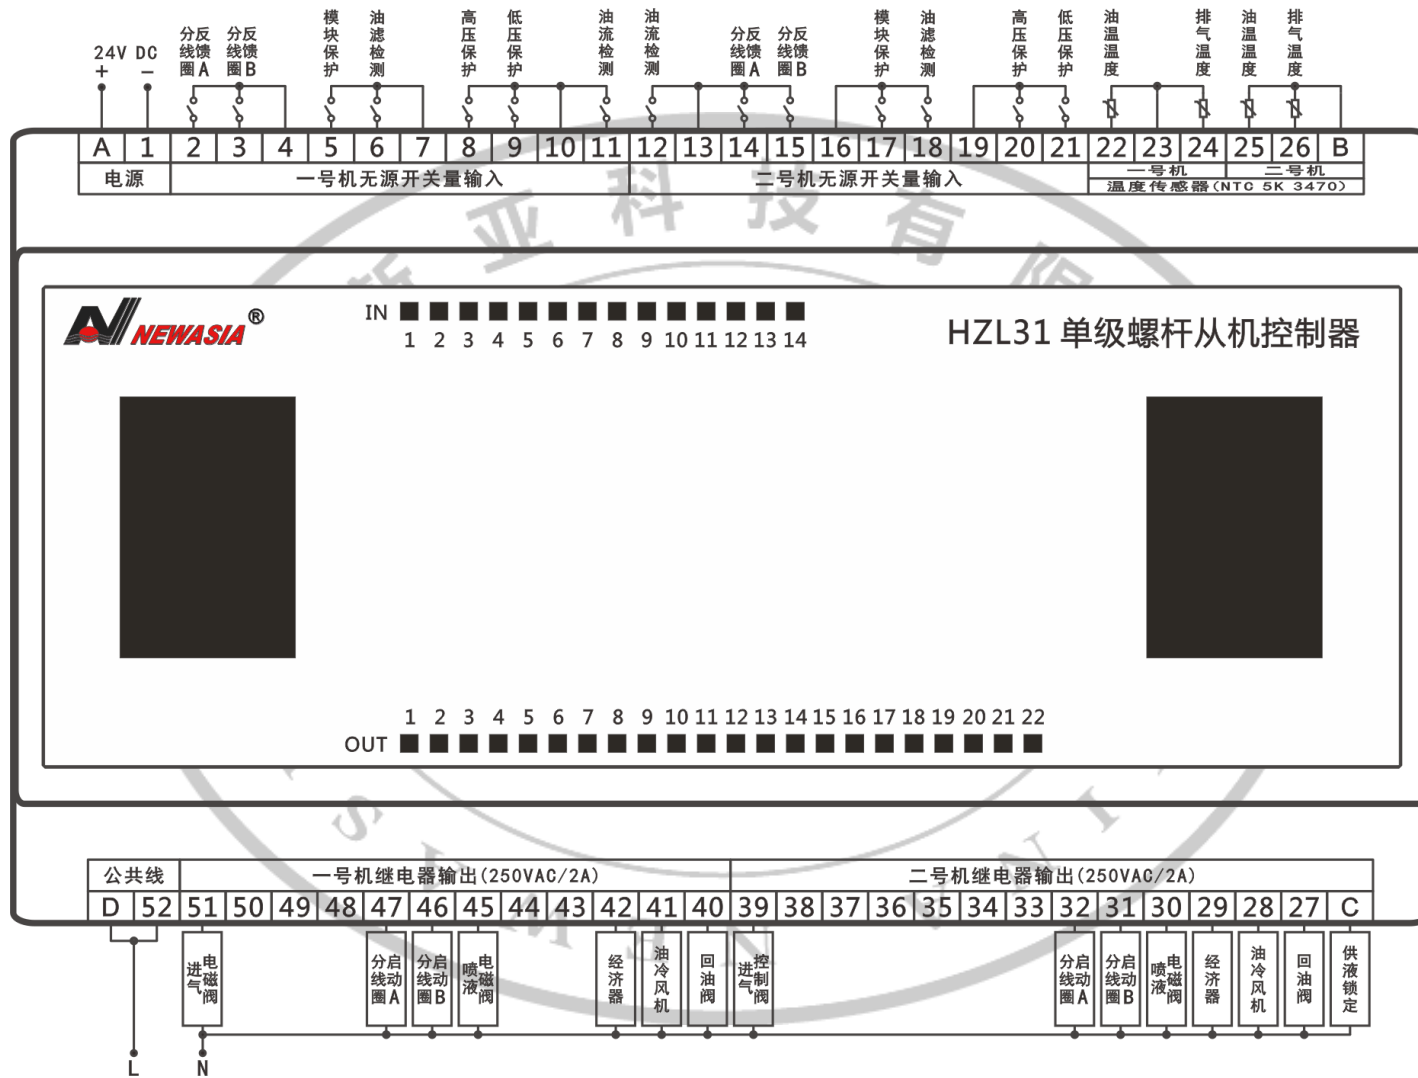 24V DC
+ −
分线圈反馈A
分线圈反馈B
模块保护
油滤检测
高压保护
低压保护
油流检测
油流检测
分线圈反馈A
分线圈反馈B
模块保护
油滤检测
高压保护
低压保护
油温温度
排气温度
油温温度
排气温度
A 1 2 3 4 5 6 7 8 9 10 11 12 13 14 15 16 17 18 19 20 21 22 23 24 25 26 B
电源 一号机无源开关量输入 二号机无源开关量输入 一号机 二号机
温度传感器(NTC 5K 3470)
新亚科技有限
NEWASIA®
IN
1 2 3 4 5 6 7 8 9 10 11 12 13 14
HZL31 单级螺杆从机控制器
1 2 3 4 5 6 7 8 9 10 11 12 13 14 15 16 17 18 19 20 21 22
OUT
公共线 一号机继电器输出(250VAC/2A) 二号机继电器输出(250VAC/2A)
D 52 51 50 49 48 47 46 45 44 43 42 41 40 39 38 37 36 35 34 33 32 31 30 29 28 27 C
进气电磁阀
分线圈启动A
分线圈启动B
喷液电磁阀
经济器
油冷风机
回油阀
进气控制阀
分线圈启动A
分线圈启动B
喷液电磁阀
经济器
油冷风机
回油阀
供液锁定
L N